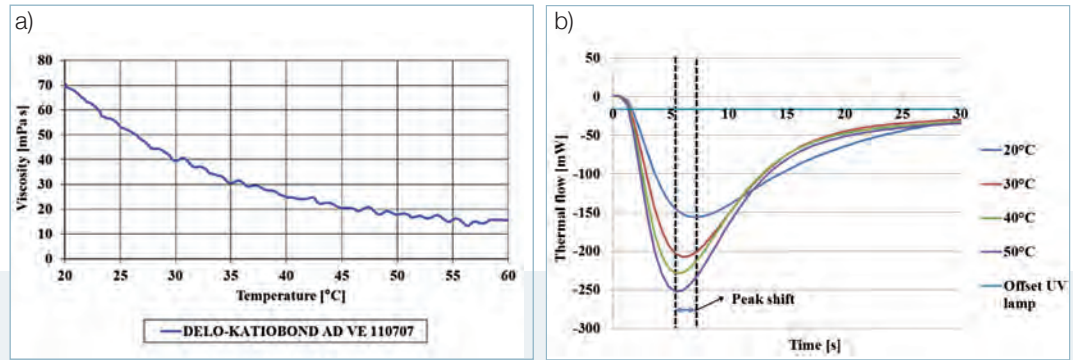 a)
80
70
60
50
40
30
20
10
0
Viscosity [mPa s]
20 25 30 35 40 45 50 55 60
Temperature [°C]
DELO-KATIOBOND AD VE 110707
b)
50
0
-50
-100
-150
-200
-250
-300
Thermal flow [mW]
0 5 10 15 20 25 30
Peak shift
Time [s]
20°C
30°C
40°C
50°C
Offset UV
lamp